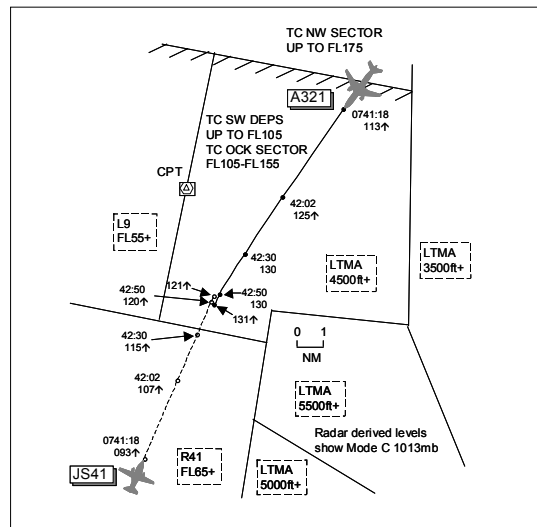 TC NW SECTOR
UP TO FL175
A321
0741:18
113↑
TC SW DEPS
UP TO FL105
TC OCK SECTOR
FL105-FL155
CPT
42:02
125↑
L9
FL55+
42:30
130
LTMA
4500ft+
LTMA
3500ft+
121↑
42:50
120↑
42:50
130
131↑
42:30
115↑
0 1
NM
42:02
107↑
LTMA
5500ft+
Radar derived levels
show Mode C 1013mb
0741:18
093↑
JS41
R41
FL65+
LTMA
5000ft+